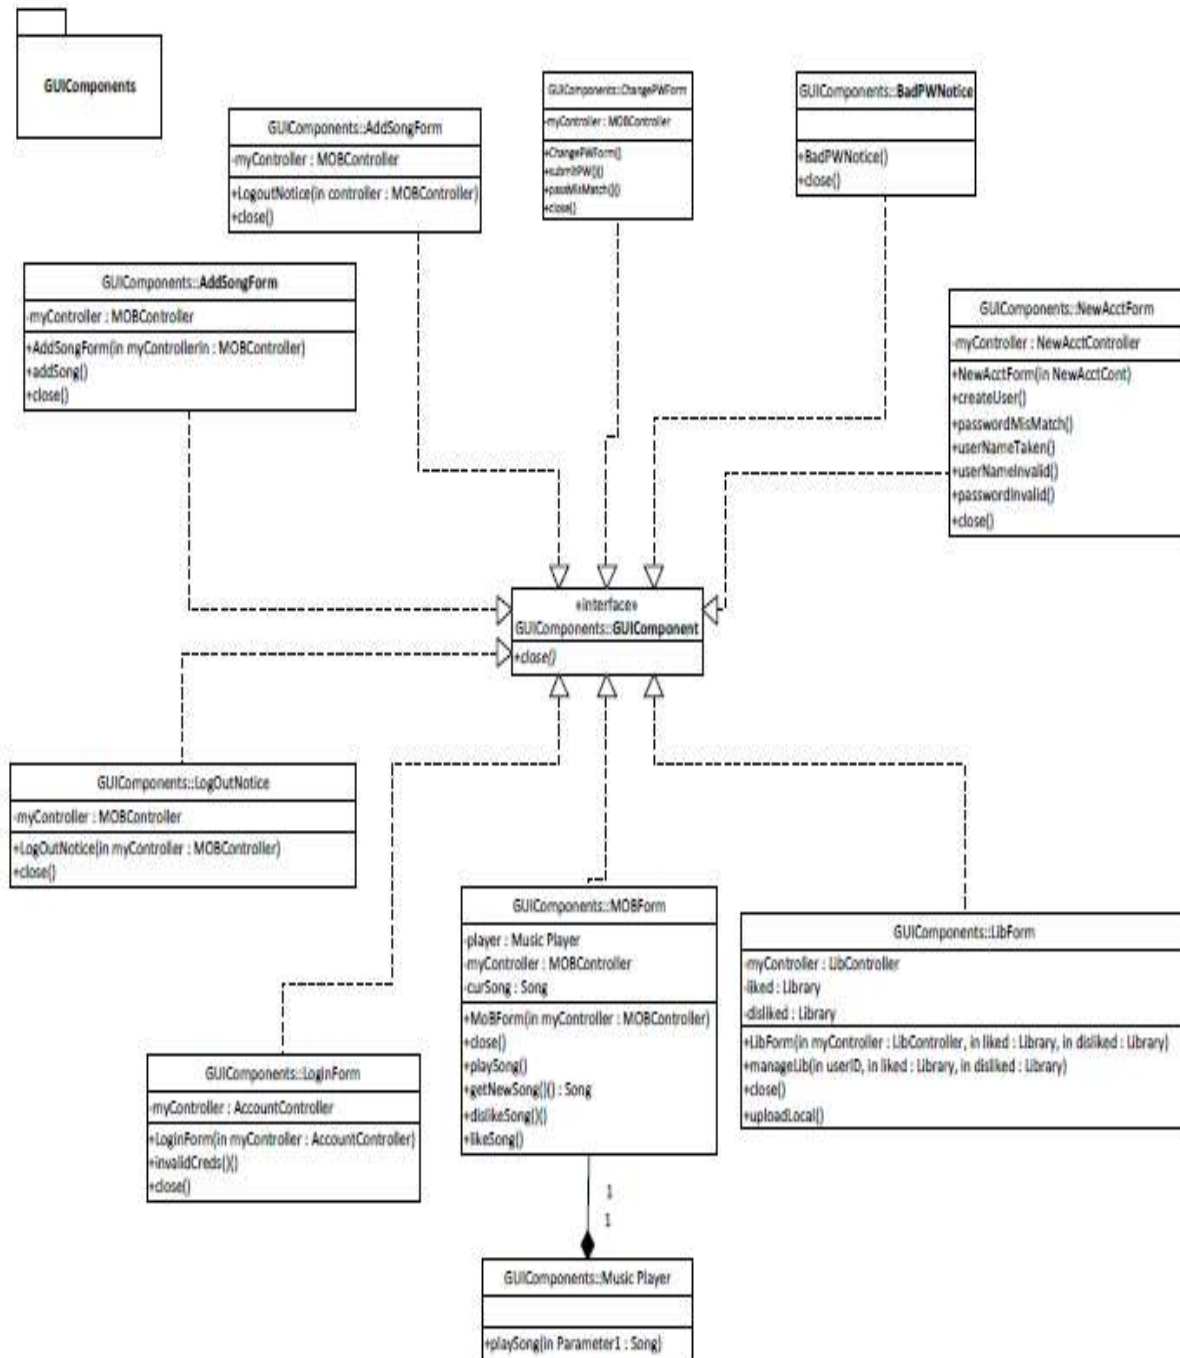 GUIComponents
GUIComponents::AddSongForm
-myController : MOBController
+LogoutNotice(in controller : MOBController)
+close()
GUIComponents::ChangePWForm
-myController : MOBController
+ChangePWForm()
+submitPW()()
+passMisMatch()()
+close()
GUIComponents::BadPWNotice
+BadPWNotice()
+close()
GUIComponents::AddSongForm
-myController : MOBController
+AddSongForm(in myControllerIn : MOBController)
+addSong()
+close()
GUIComponents::NewAcctForm
-myController : NewAcctController
+NewAcctForm(in NewAcctCont)
+createUser()
+passwordMisMatch()
+userNameTaken()
+userNameInvalid()
+passwordInvalid()
+close()
«interface»
GUIComponents::GUIComponent
+close()
GUIComponents::LogOutNotice
-myController : MOBController
+LogOutNotice(in myController : MOBController)
+close()
GUIComponents::MOBForm
-player : Music Player
-myController : MOBController
-curSong : Song
+MoBForm(in myController : MOBController)
+close()
+playSong()
+getNewSong()() : Song
+dislikeSong()()
+likeSong()
GUIComponents::LibForm
-myController : LibController
-liked : Library
-disliked : Library
+LibForm(in myController : LibController, in liked : Library, in disliked : Library)
+manageLib(in userID, in liked : Library, in disliked : Library)
+close()
+uploadLocal()
GUIComponents::LoginForm
-myController : AccountController
+LoginForm(in myController : AccountController)
+invalidCreds()()
+close()
1
1
GUIComponents::Music Player
+playSong(in Parameter1 : Song)